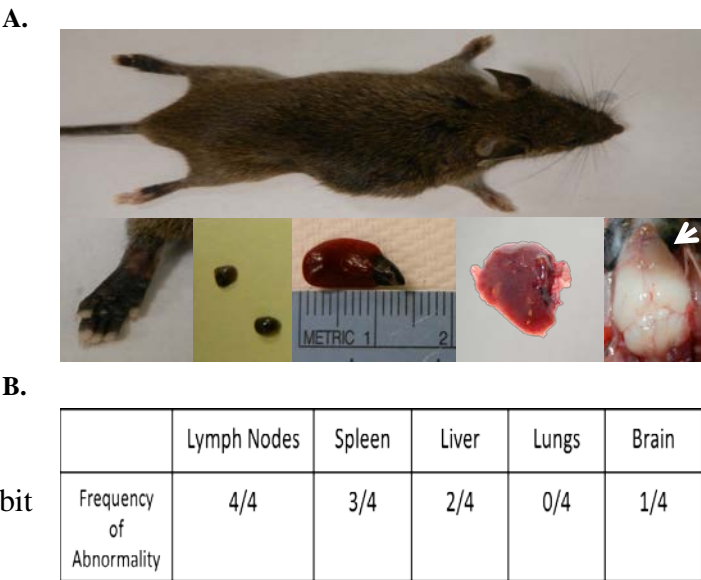 A.
METRIC 1 2
B.
Lymph Nodes Spleen Liver Lungs Brain
bit
Frequency of Abnormality 4/4 3/4 2/4 0/4 1/4